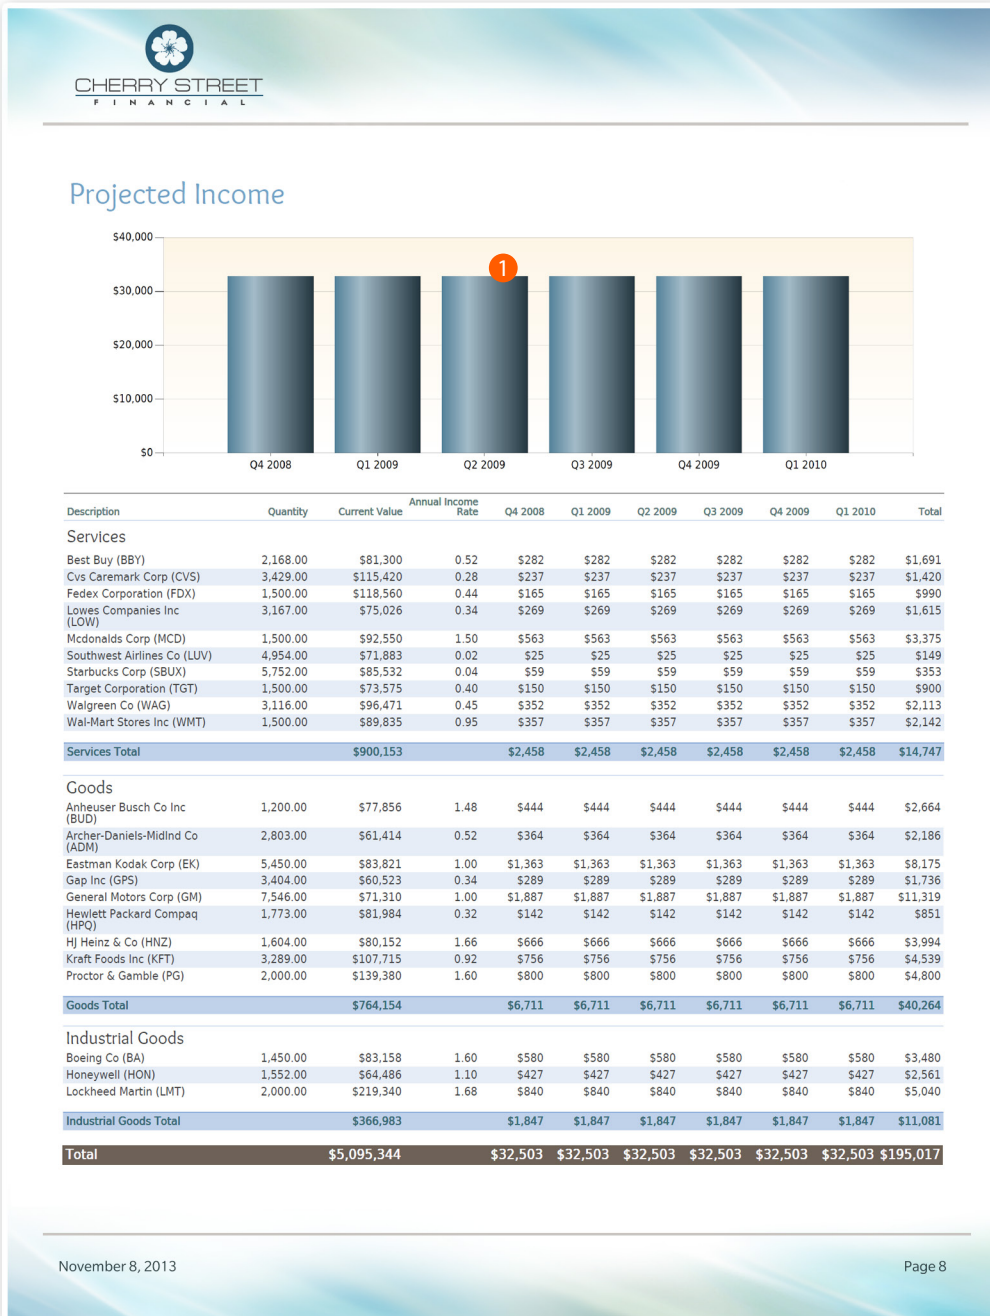 CHERRY STREET
FINANCIAL
Projected Income
$40,000
1
$30,000
$20,000
$10,000
$0
Q4 2008 Q1 2009 Q2 2009 Q3 2009 Q4 2009 Q1 2010
Description Quantity Current Value Annual Income Rate Q4 2008 Q1 2009 Q2 2009 Q3 2009 Q4 2009 Q1 2010 Total
Services
Best Buy (BBY) 2,168.00 $81,300 0.52 $282 $282 $282 $282 $282 $282 $1,691
Cvs Caremark Corp (CVS) 3,429.00 $115,420 0.28 $237 $237 $237 $237 $237 $237 $1,420
Fedex Corporation (FDX) 1,500.00 $118,560 0.44 $165 $165 $165 $165 $165 $165 $990
Lowes Companies Inc 3,167.00 $75,026 0.34 $269 $269 $269 $269 $269 $269 $1,615
(LOW)
Mcdonalds Corp (MCD) 1,500.00 $92,550 1.50 $563 $563 $563 $563 $563 $563 $3,375
Southwest Airlines Co (LUV) 4,954.00 $71,883 0.02 $25 $25 $25 $25 $25 $25 $149
Starbucks Corp (SBUX) 5,752.00 $85,532 0.04 $59 $59 $59 $59 $59 $59 $353
Target Corporation (TGT) 1,500.00 $73,575 0.40 $150 $150 $150 $150 $150 $150 $900
Walgreen Co (WAG) 3,116.00 $96,471 0.45 $352 $352 $352 $352 $352 $352 $2,113
Wal-Mart Stores Inc (WMT) 1,500.00 $89,835 0.95 $357 $357 $357 $357 $357 $357 $2,142
Services Total $900,153 $2,458 $2,458 $2,458 $2,458 $2,458 $2,458 $14,747
Goods
Anheuser Busch Co Inc 1,200.00 $77,856 1.48 $444 $444 $444 $444 $444 $444 $2,664
(BUD)
Archer-Daniels-Midlnd Co 2,803.00 $61,414 0.52 $364 $364 $364 $364 $364 $364 $2,186
(ADM)
Eastman Kodak Corp (EK) 5,450.00 $83,821 1.00 $1,363 $1,363 $1,363 $1,363 $1,363 $1,363 $8,175
Gap Inc (GPS) 3,404.00 $60,523 0.34 $289 $289 $289 $289 $289 $289 $1,736
General Motors Corp (GM) 7,546.00 $71,310 1.00 $1,887 $1,887 $1,887 $1,887 $1,887 $1,887 $11,319
Hewlett Packard Compaq 1,773.00 $81,984 0.32 $142 $142 $142 $142 $142 $142 $851
(HPQ)
HJ Heinz & Co (HNZ) 1,604.00 $80,152 1.66 $666 $666 $666 $666 $666 $666 $3,994
Kraft Foods Inc (KFT) 3,289.00 $107,715 0.92 $756 $756 $756 $756 $756 $756 $4,539
Proctor & Gamble (PG) 2,000.00 $139,380 1.60 $800 $800 $800 $800 $800 $800 $4,800
Goods Total $764,154 $6,711 $6,711 $6,711 $6,711 $6,711 $6,711 $40,264
Industrial Goods
Boeing Co (BA) 1,450.00 $83,158 1.60 $580 $580 $580 $580 $580 $580 $3,480
Honeywell (HON) 1,552.00 $64,486 1.10 $427 $427 $427 $427 $427 $427 $2,561
Lockheed Martin (LMT) 2,000.00 $219,340 1.68 $840 $840 $840 $840 $840 $840 $5,040
Industrial Goods Total $366,983 $1,847 $1,847 $1,847 $1,847 $1,847 $1,847 $11,081
Total $5,095,344 $32,503 $32,503 $32,503 $32,503 $32,503 $32,503 $195,017
November 8, 2013 Page 8